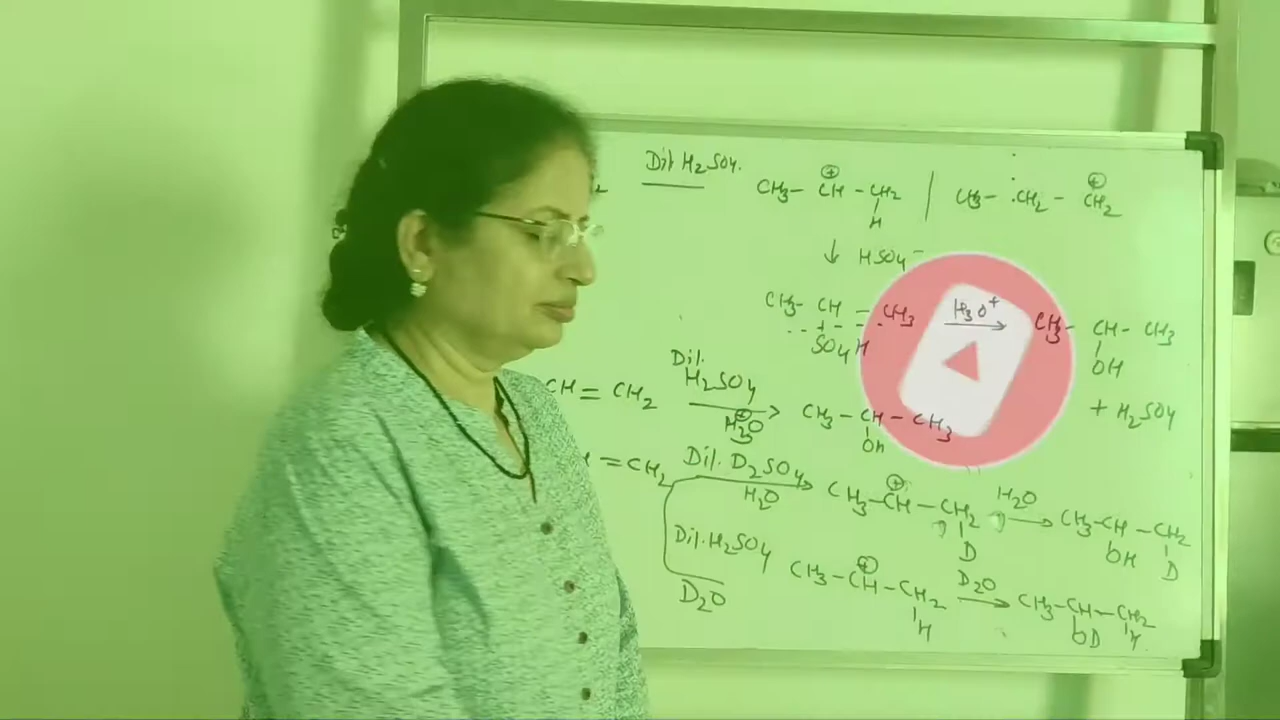 Dil H2SO4.
CH3 – CH⊕ – CH2 | CH3 – CH2 – CH2⊕
H
↓ HSO4⁻
CH3 – CH – CH3 H3O⁺ → CH3 – CH – CH3
SO4H OH
+ H2SO4
CH = CH2 Dil. H2SO4 / H3O⊕ → CH3 – CH – CH3
OH
= CH2 Dil. D2SO4 / H2O → CH3 – CH⊕ – CH2 H2O → CH3 – CH – CH2
D OH D
Dil. H2SO4 / D2O CH3 – CH⊕ – CH2 D2O → CH3 – CH – CH2
H OD H